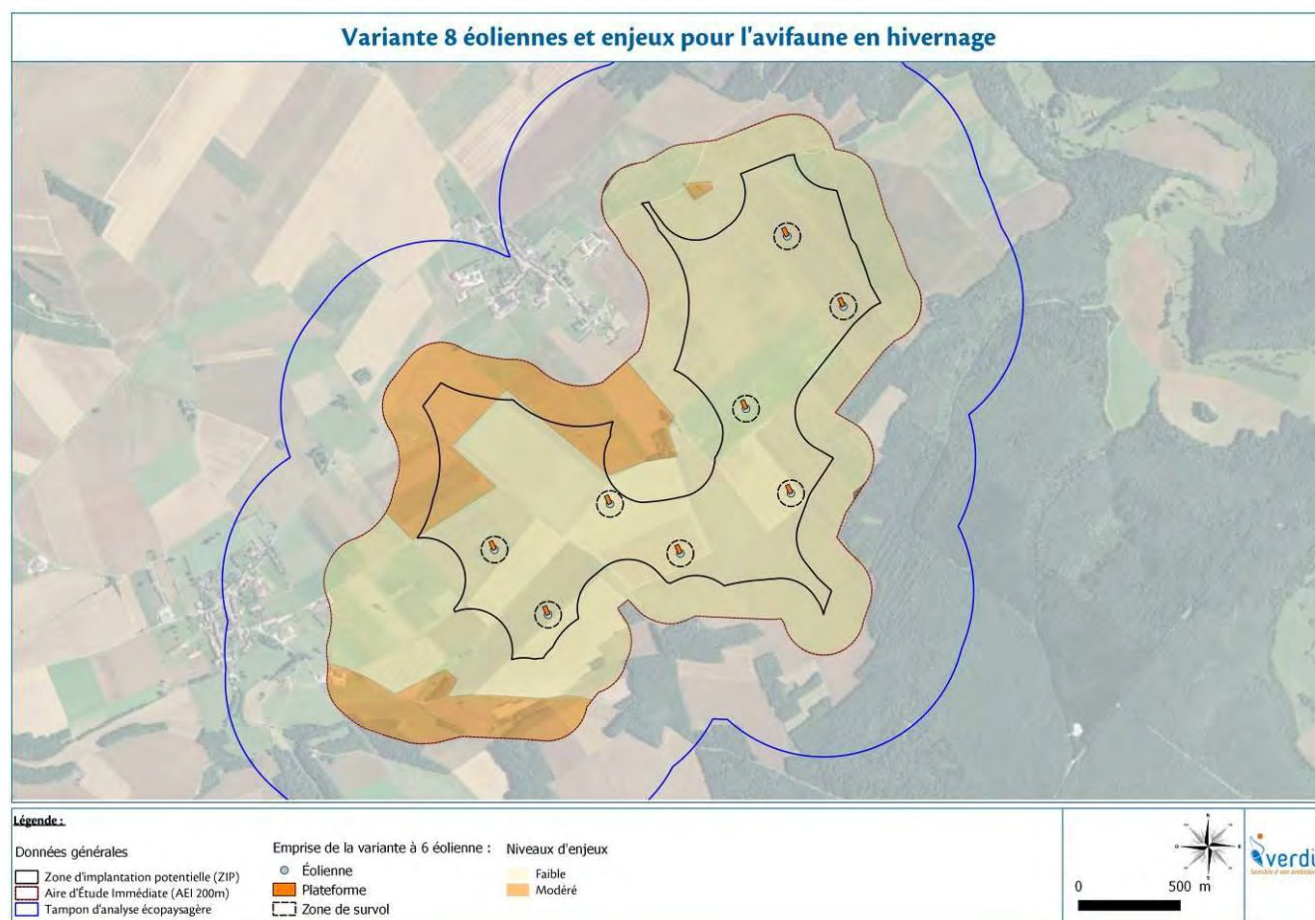 Variante 8 éoliennes et enjeux pour l'avifaune en hivernage
Légende :
Données générales
Zone d'implantation potentielle (ZIP)
Aire d'Étude Immédiate (AEI 200m)
Tampon d'analyse écopaysagère
Emprise de la variante à 6 éolienne :
Éolienne
Plateforme
Zone de survol
Niveaux d'enjeux
Faible
Modéré
0 500 m
verdi